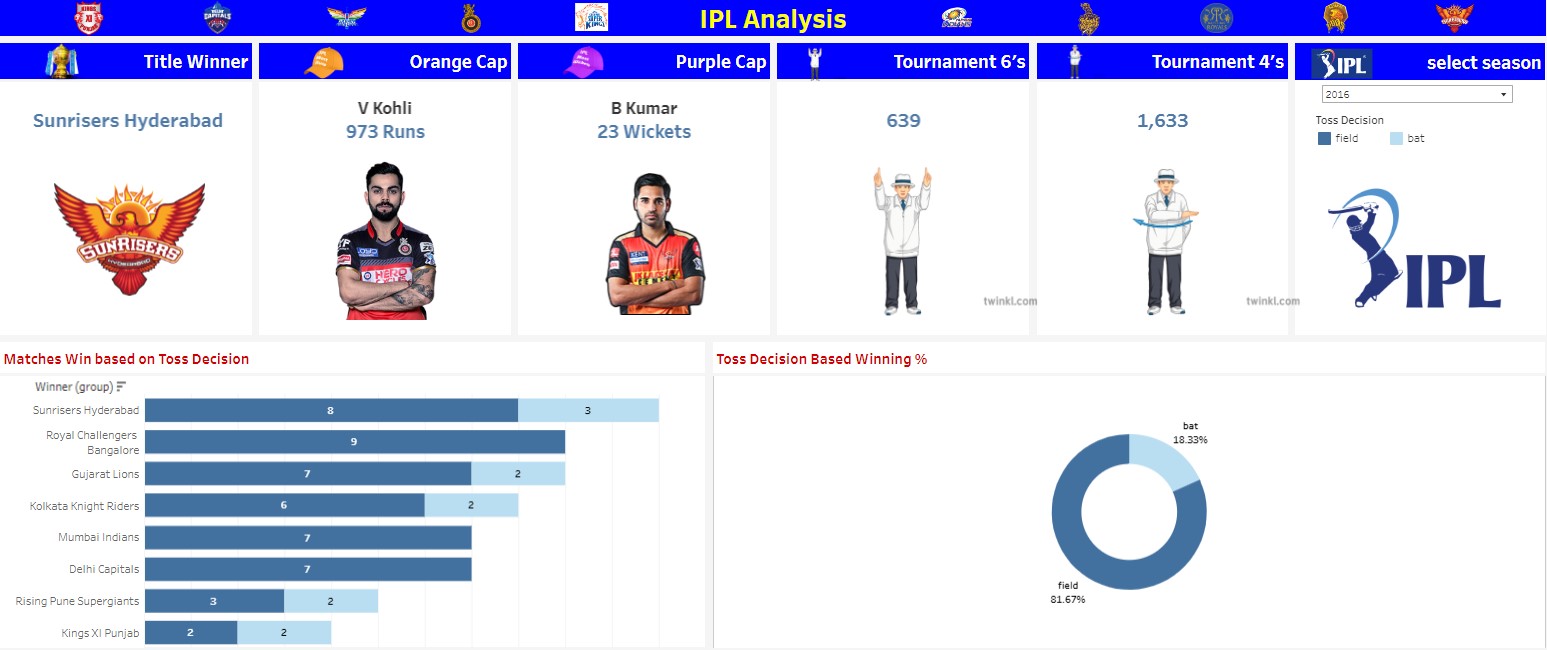 IPL Analysis
Title Winner
Orange Cap
Purple Cap
Tournament 6's
Tournament 4's
IPL
select season
Sunrisers Hyderabad
V Kohli
973 Runs
B Kumar
23 Wickets
639
1,633
2016
Toss Decision
field
bat
SUNRISERS
HYDERABAD
twinkl.com
twinkl.com
IPL
Matches Win based on Toss Decision
Toss Decision Based Winning %
Winner (group)
Sunrisers Hyderabad 8 3
Royal Challengers
Bangalore 9
Gujarat Lions 7 2
Kolkata Knight Riders 6 2
Mumbai Indians 7
Delhi Capitals 7
Rising Pune Supergiants 3 2
Kings XI Punjab 2 2
bat
18.33%
field
81.67%